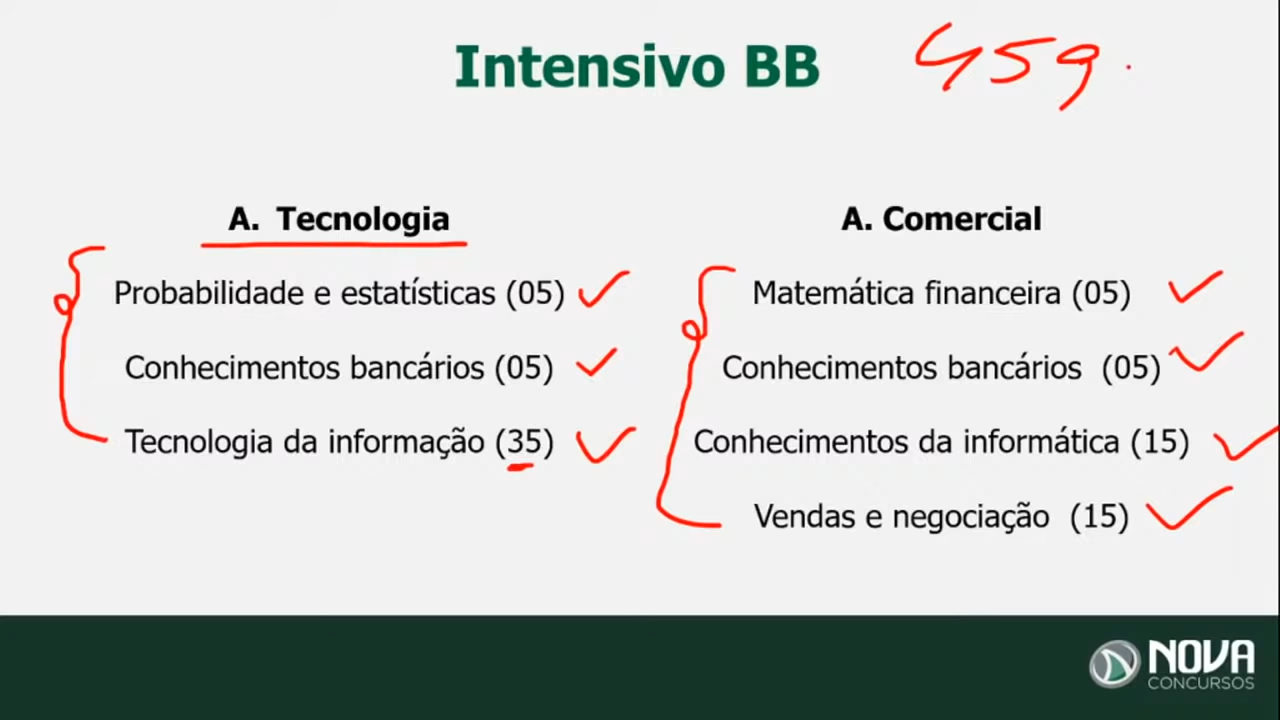 Intensivo BB
45q.
A. Tecnologia
Probabilidade e estatísticas (05)
Conhecimentos bancários (05)
Tecnologia da informação (35)
A. Comercial
Matemática financeira (05)
Conhecimentos bancários (05)
Conhecimentos da informática (15)
Vendas e negociação (15)
NOVA
CONCURSOS